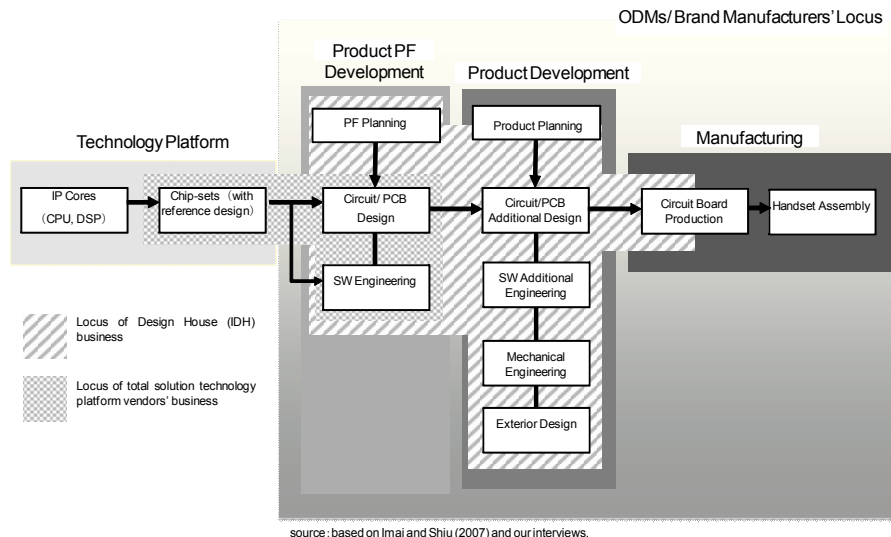 ODMs/ Brand Manufacturers' Locus
Product PF
Development
Product Development
Technology Platform
Manufacturing
PF Planning
Product Planning
IP Cores
（CPU, DSP）
Chip-sets （with
reference design）
Circuit/ PCB
Design
Circuit/PCB
Additional Design
Circuit Board
Production
Handset Assembly
SW Engineering
SW Additional
Engineering
Mechanical
Engineering
Exterior Design
Locus of Design House (IDH)
business
Locus of total solution technology
platform vendors' business
source : based on Imai and Shiu (2007) and our interviews.